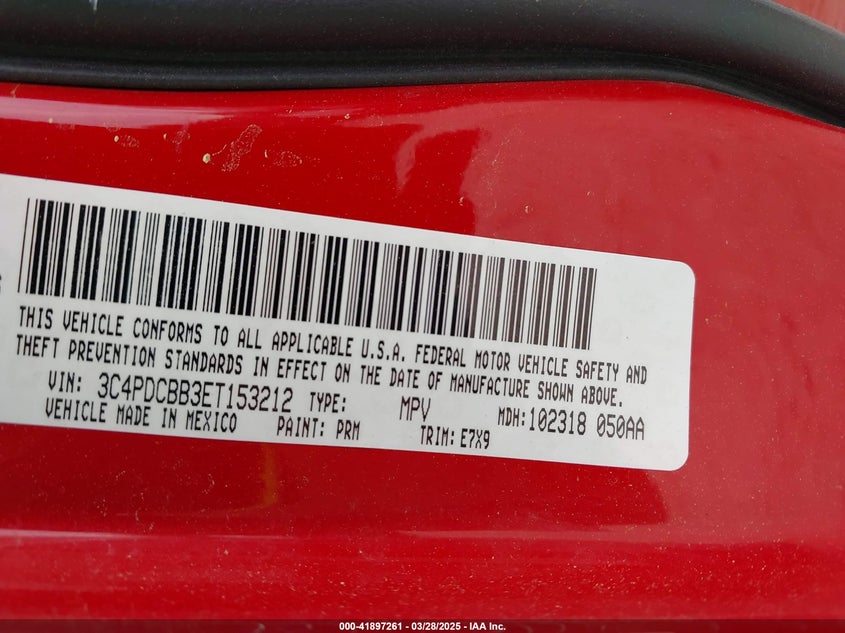 THIS VEHICLE CONFORMS TO ALL APPLICABLE U.S.A. FEDERAL MOTOR VEHICLE SAFETY AND
THEFT PREVENTION STANDARDS IN EFFECT ON THE DATE OF MANUFACTURE SHOWN ABOVE.
VIN: 3C4PDCBB3ET153212 TYPE: MPV MDH:102318 050AA
VEHICLE MADE IN MEXICO PAINT: PRM TRIM: E7X9
000-41897261 - 03/28/2025 - IAA Inc.